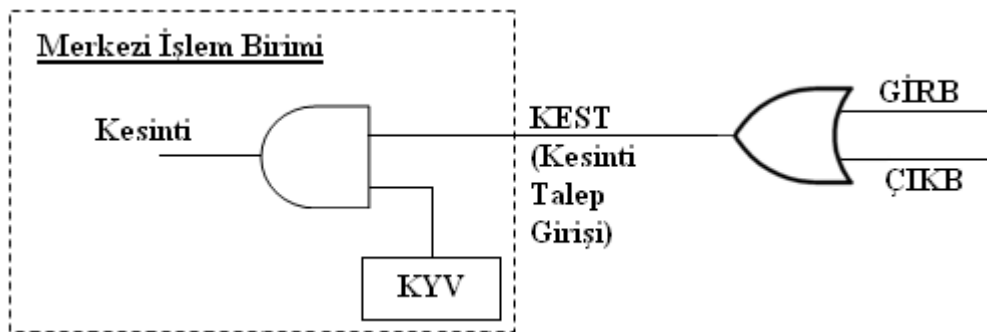 Merkezi İşlem Birimi
Kesinti
KEST
(Kesinti
Talep
Girişi)
GİRB
ÇIKB
KYV